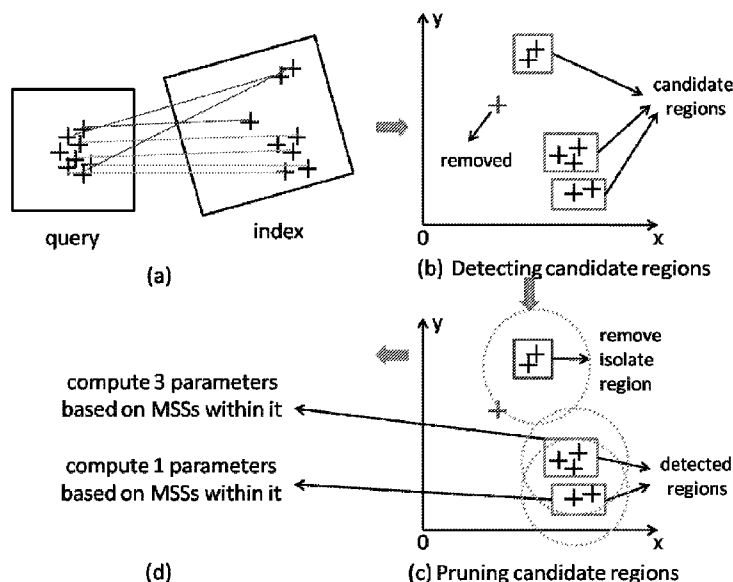 query
index
(a)
y
candidate
regions
removed
0
x
(b) Detecting candidate regions
y
remove
isolate
region
compute 3 parameters
based on MSSs within it
compute 1 parameters
based on MSSs within it
detected
regions
0
x
(d)
(c) Pruning candidate regions